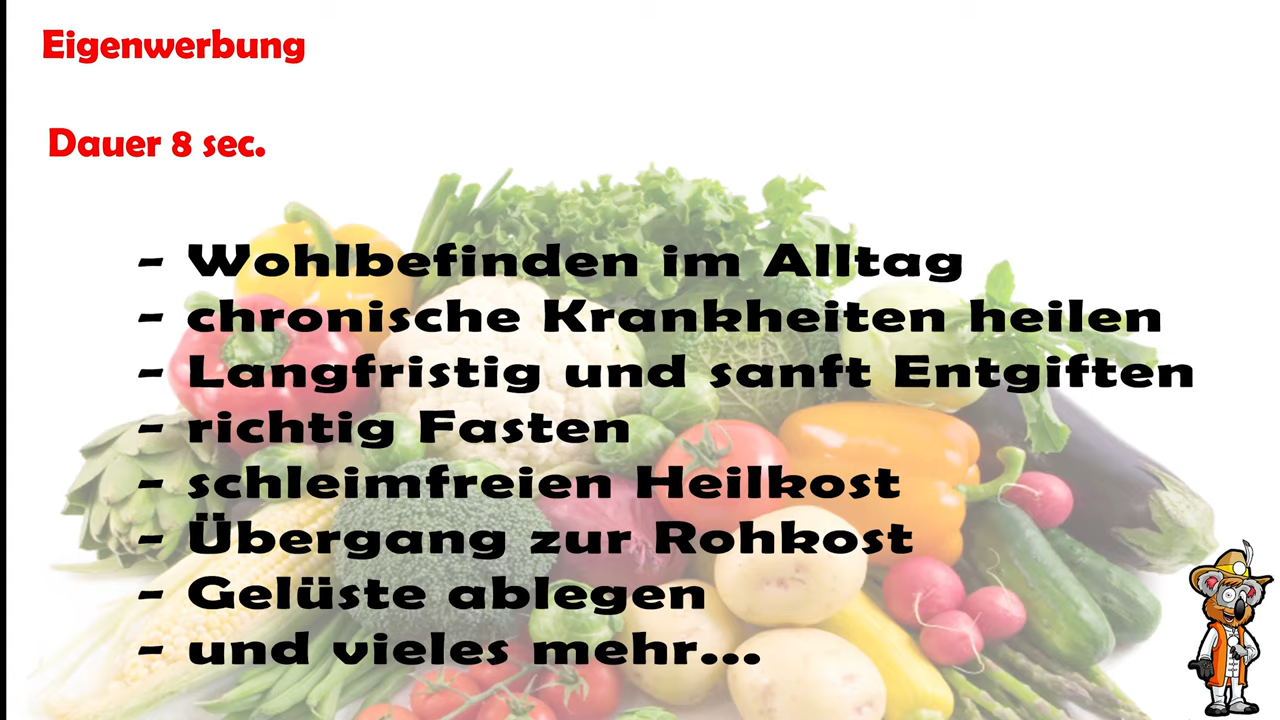 Eigenwerbung
Dauer 8 sec.
- Wohlbefinden im Alltag
- chronische Krankheiten heilen
- Langfristig und sanft Entgiften
- richtig Fasten
- schleimfreien Heilkost
- Übergang zur Rohkost
- Gelüste ablegen
- und vieles mehr...